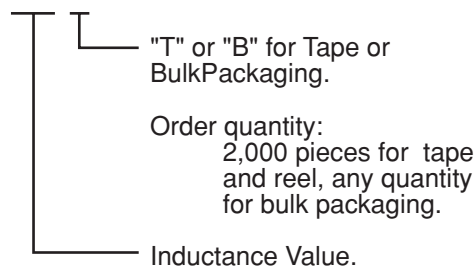 "T" or "B" for Tape or
BulkPackaging.
Order quantity:
2,000 pieces for tape
and reel, any quantity
for bulk packaging.
Inductance Value.